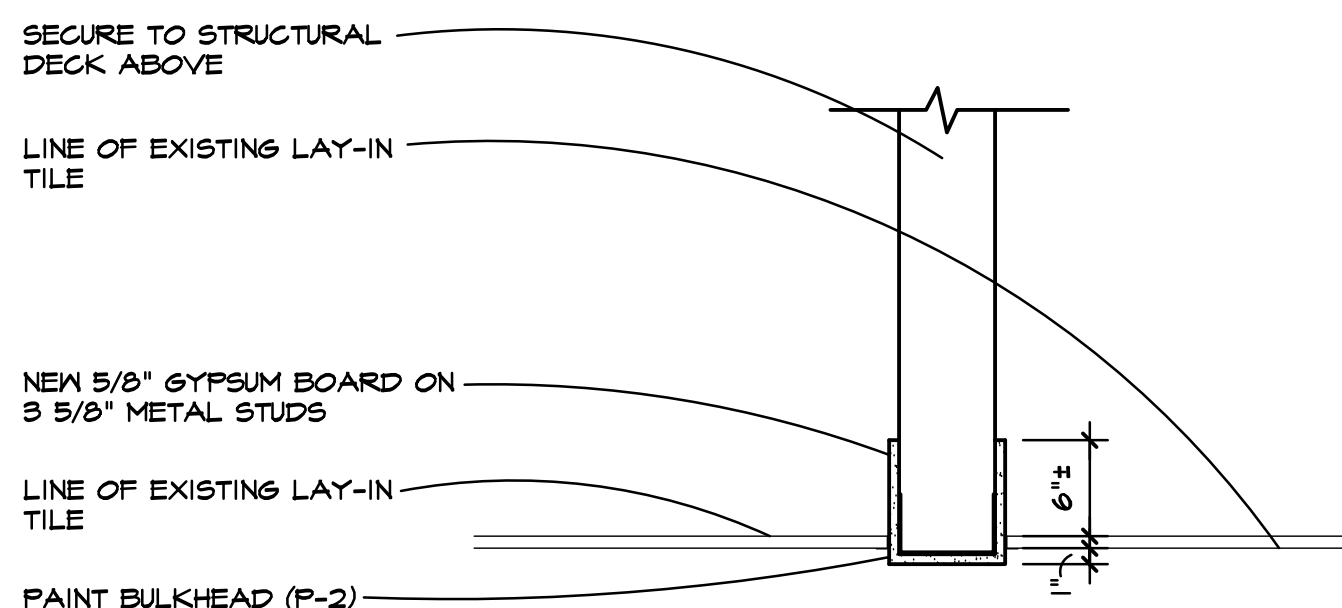 SECURE TO STRUCTURAL
DECK ABOVE
LINE OF EXISTING LAY-IN
TILE
NEW 5/8" GYPSUM BOARD ON
3 5/8" METAL STUDS
LINE OF EXISTING LAY-IN
TILE
PAINT BULKHEAD (P-2)
6"±
1"